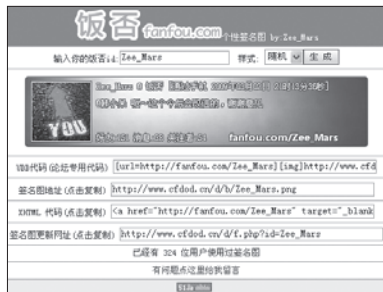 饭否 fanfou.com 个性签名图 by Zee_Mars
输入你的饭否id: Zee_Mars 样式: 随机 生 成
YOU
fanfou.com/Zee_Mars
UBB代码(论坛专用代码) [url=http://fanfou.com/Zee_Mars][img]http://www.cfd
签名图地址(点击复制) http://www.cfdod.cn/d/b/Zee_Mars.png
XHTML 代码(点击复制) <a href="http://fanfou.com/Zee_Mars" target="_blank
签名图更新网址(点击复制) http://www.cfdod.cn/d/f.php?id=Zee_Mars
已经有 324 位用户使用过签名图
有问题点这里给我留言